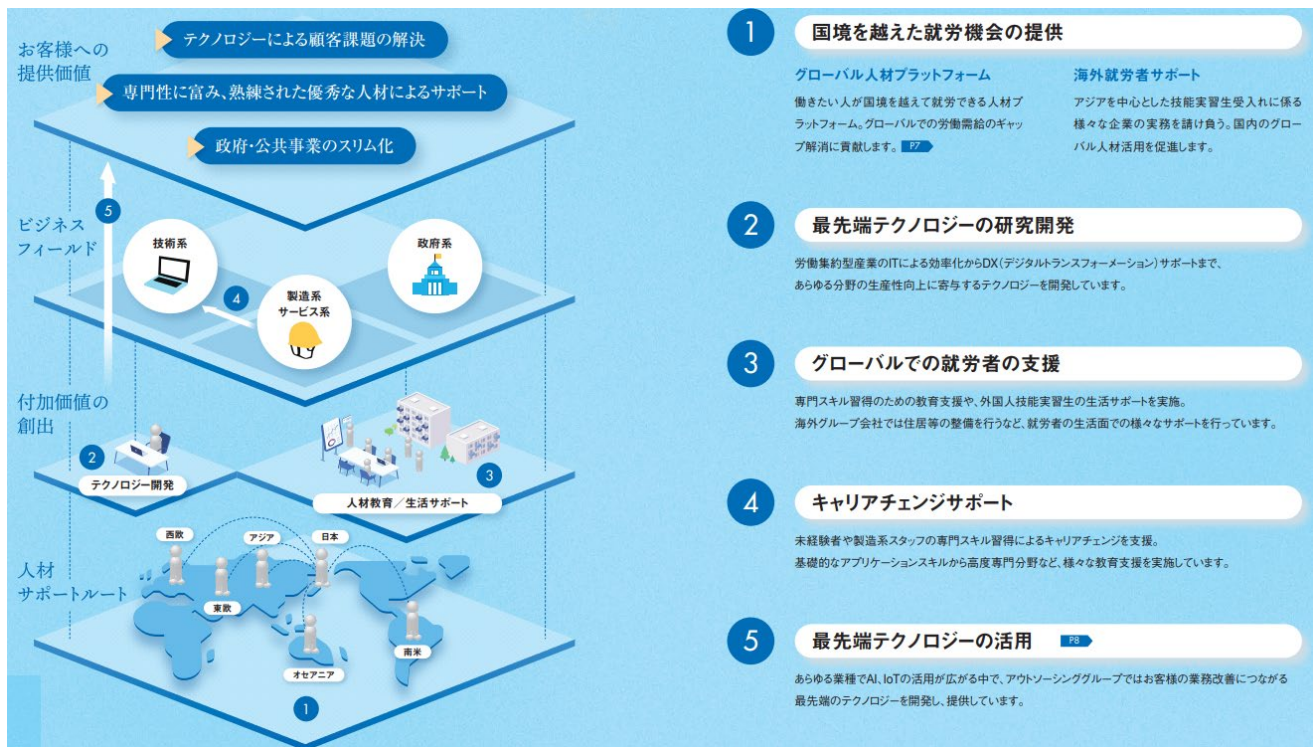 お客様への
提供価値
テクノロジーによる顧客課題の解決
専門性に富み、熟練された優秀な人材によるサポート
政府・公共事業のスリム化
ビジネス
フィールド
5
技術系
政府系
4
製造系
サービス系
付加価値の
創出
2
テクノロジー開発
3
人材教育／生活サポート
人材
サポートルート
西欧
アジア
日本
東欧
南米
オセアニア
1
1
国境を越えた就労機会の提供
グローバル人材プラットフォーム
働きたい人が国境を越えて就労できる人材プ
ラットフォーム。グローバルでの労働需給のギャッ
プ解消に貢献します。 P7
海外就労者サポート
アジアを中心とした技能実習生受入れに係る
様々な企業の実務を請け負う。国内のグロー
バル人材活用を促進します。
2
最先端テクノロジーの研究開発
労働集約型産業のITによる効率化からDX（デジタルトランスフォーメーション）サポートまで、
あらゆる分野の生産性向上に寄与するテクノロジーを開発しています。
3
グローバルでの就労者の支援
専門スキル習得のための教育支援や、外国人技能実習生の生活サポートを実施。
海外グループ会社では住居等の整備を行うなど、就労者の生活面での様々なサポートを行っています。
4
キャリアチェンジサポート
未経験者や製造系スタッフの専門スキル習得によるキャリアチェンジを支援。
基礎的なアプリケーションスキルから高度専門分野など、様々な教育支援を実施しています。
5
最先端テクノロジーの活用 P8
あらゆる業種でAI、IoTの活用が広がる中で、アウトソーシンググループではお客様の業務改善につながる
最先端のテクノロジーを開発し、提供しています。